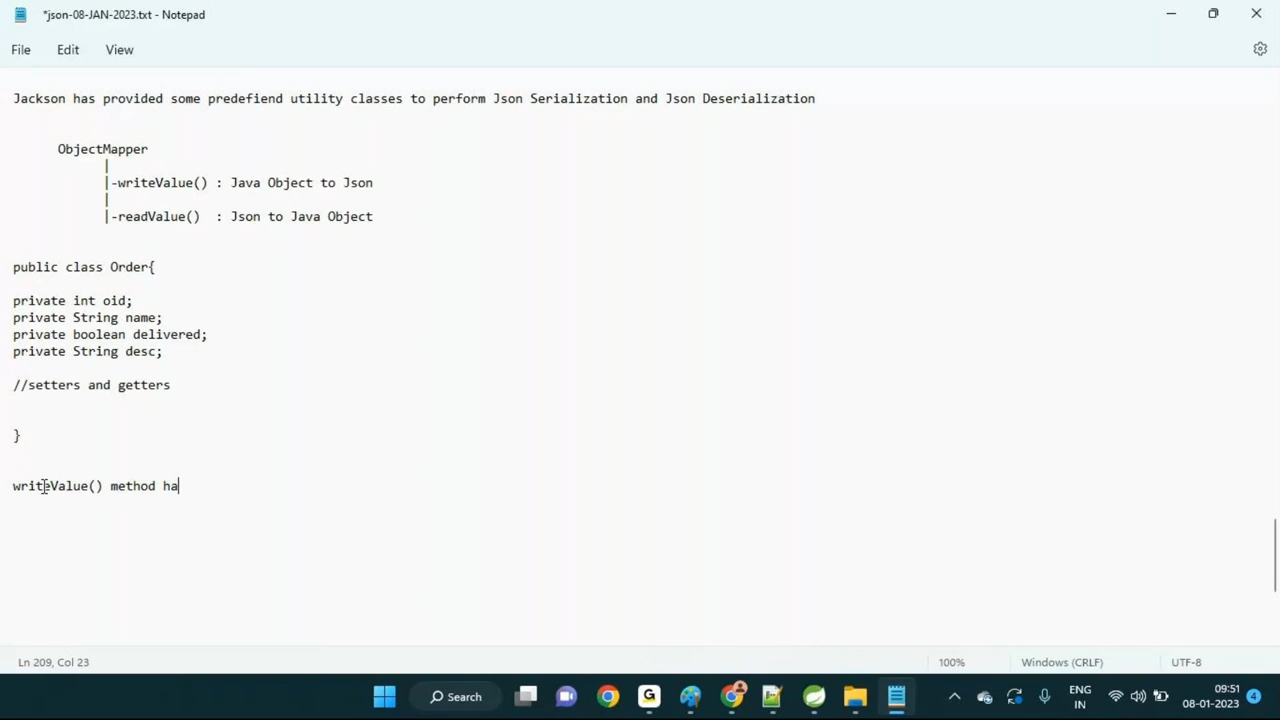 *json-08-JAN-2023.txt - Notepad
File Edit View
Jackson has provided some predefiend utility classes to perform Json Serialization and Json Deserialization
ObjectMapper
|
|-writeValue() : Java Object to Json
|
|-readValue() : Json to Java Object
public class Order{
private int oid;
private String name;
private boolean delivered;
private String desc;
//setters and getters
}
writeValue() method ha
Ln 209, Col 23 100% Windows (CRLF) UTF-8
Search
ENG
IN
09:51
08-01-2023
4